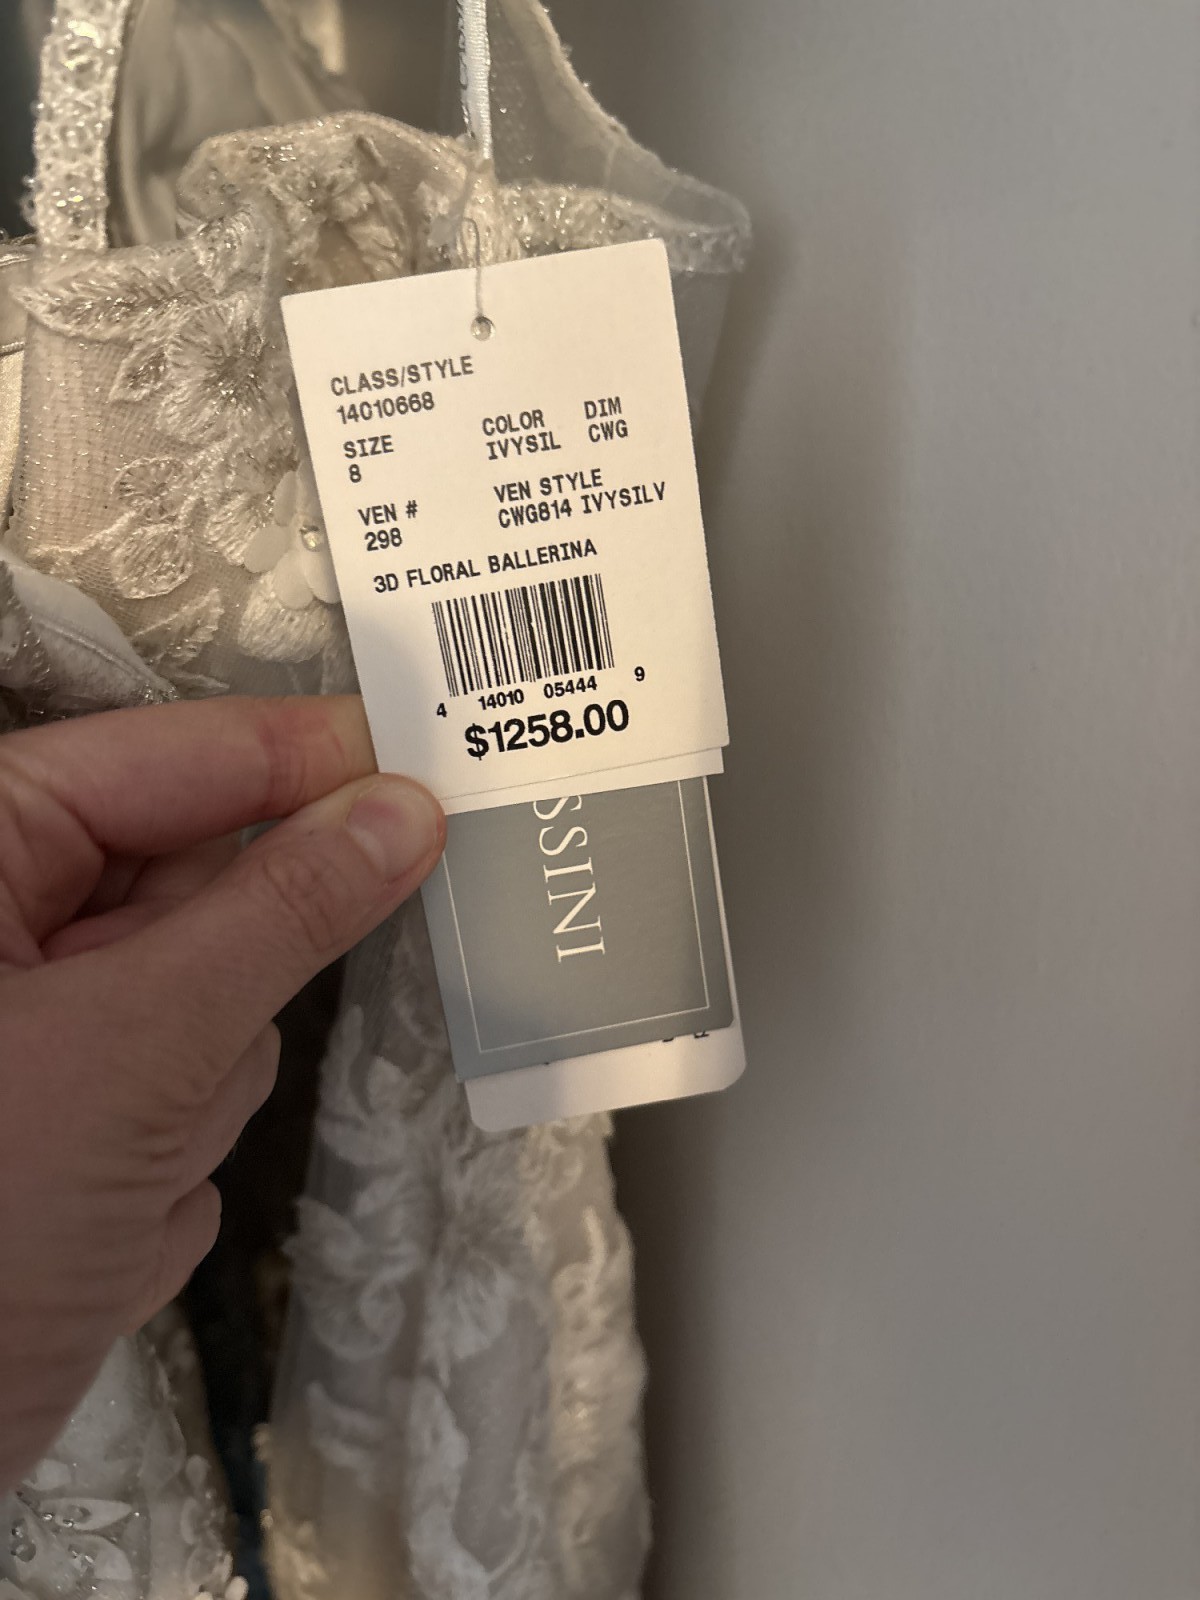 CLASS/STYLE
14010668
SIZE COLOR DIM
8 IVYSIL CWG
VEN # VEN STYLE
298 CWG814 IVYSILV
3D FLORAL BALLERINA
4 14010 05444 9
$1258.00
SSINI